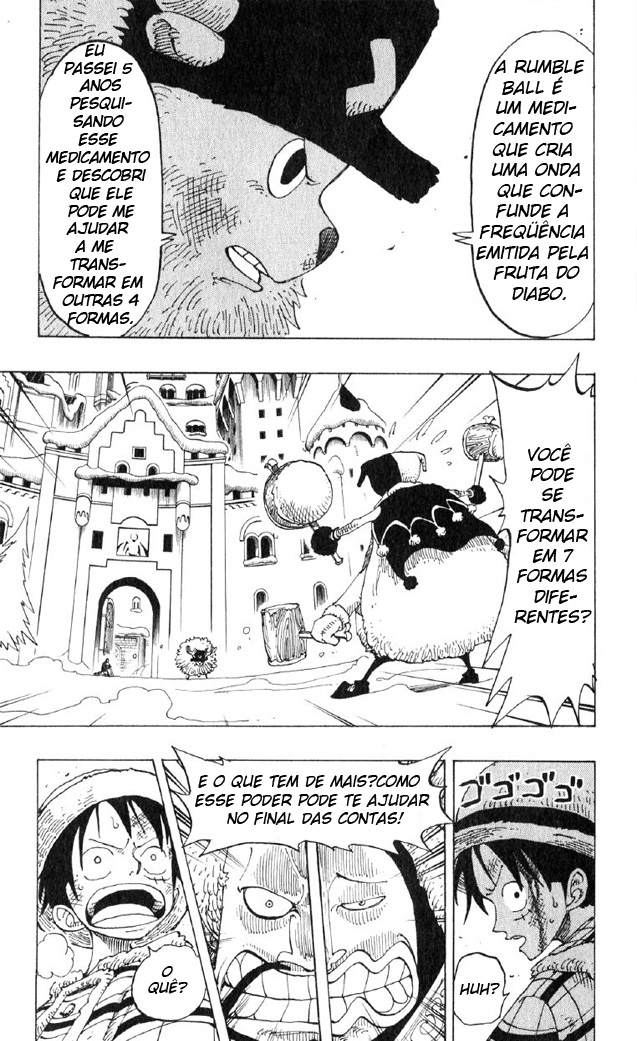 A RUMBLE
BALL É
UM MEDI-
CAMENTO
QUE CRIA
UMA ONDA
QUE CON-
FUNDE A
FREQÜÊNCIA
EMITIDA PELA
FRUTA DO
DIABO.
EU
PASSEI 5
ANOS
PESQUI-
SANDO
ESSE
MEDICAMENTO
E DESCOBRI
QUE ELE
PODE ME
AJUDAR
A ME
TRANS-
FORMAR EM
OUTRAS 4
FORMAS.
VOCÊ
PODE
SE
TRANS-
FORMAR
EM 7
FORMAS
DIFE-
RENTES?
ゴゴゴゴ
HUH?
E O QUE TEM DE MAIS?COMO
ESSE PODER PODE TE AJUDAR
NO FINAL DAS CONTAS!
O
QUÊ?